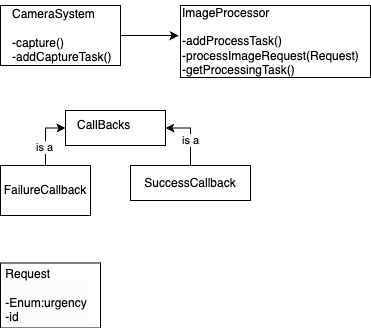 CameraSystem
-capture()
-addCaptureTask()
ImageProcessor
-addProcessTask()
-processImageRequest(Request)
-getProcessingTask()
CallBacks
is a
is a
FailureCallback
SuccessCallback
Request
-Enum:urgency
-id